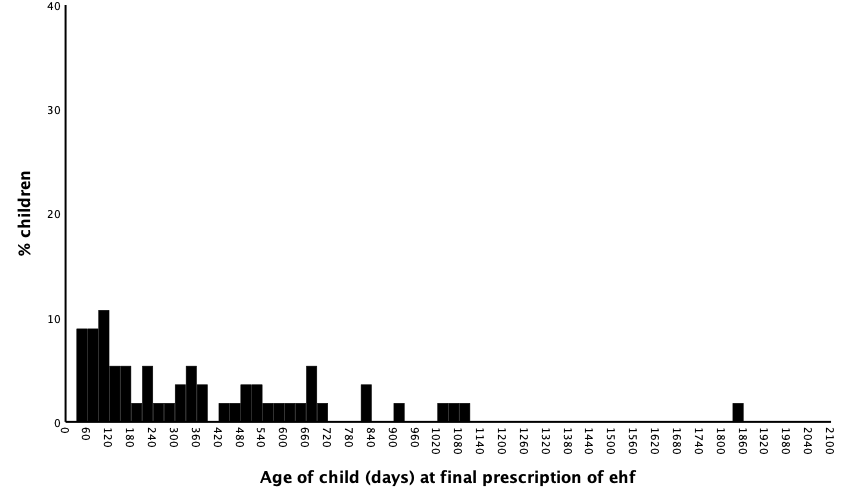 40
30
20
10
0
% children
0 60 120 180 240 300 360 420 480 540 600 660 720 780 840 900 960 1020 1080 1140 1200 1260 1320 1380 1440 1500 1560 1620 1680 1740 1800 1860 1920 1980 2040 2100
Age of child (days) at final prescription of ehf